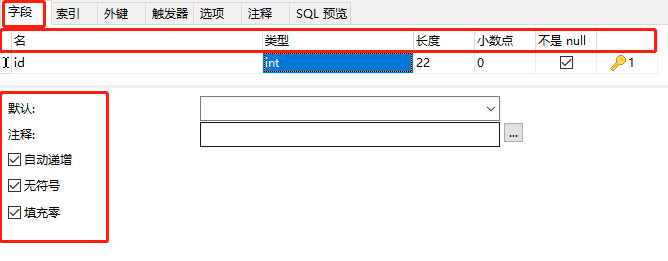 字段 索引 外键 触发器 选项 注释 SQL 预览
名 类型 长度 小数点 不是 null
id int 22 0 1
默认:
注释:
...
自动递增
无符号
填充零